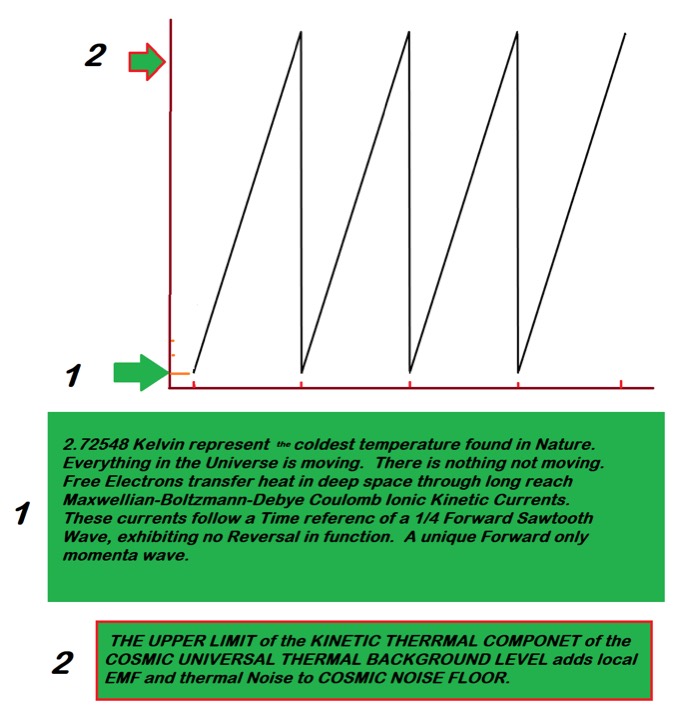 2
1
1
2.72548 Kelvin represent the coldest temperature found in Nature.
Everything in the Universe is moving. There is nothing not moving.
Free Electrons transfer heat in deep space through long reach
Maxwellian-Boltzmann-Debye Coulomb Ionic Kinetic Currents.
These currents follow a Time referenc of a 1/4 Forward Sawtooth
Wave, exhibiting no Reversal in function. A unique Forward only
momenta wave.
2
THE UPPER LIMIT of the KINETIC THERRMAL COMPONET of the
COSMIC UNIVERSAL THERMAL BACKGROUND LEVEL adds local
EMF and thermal Noise to COSMIC NOISE FLOOR.